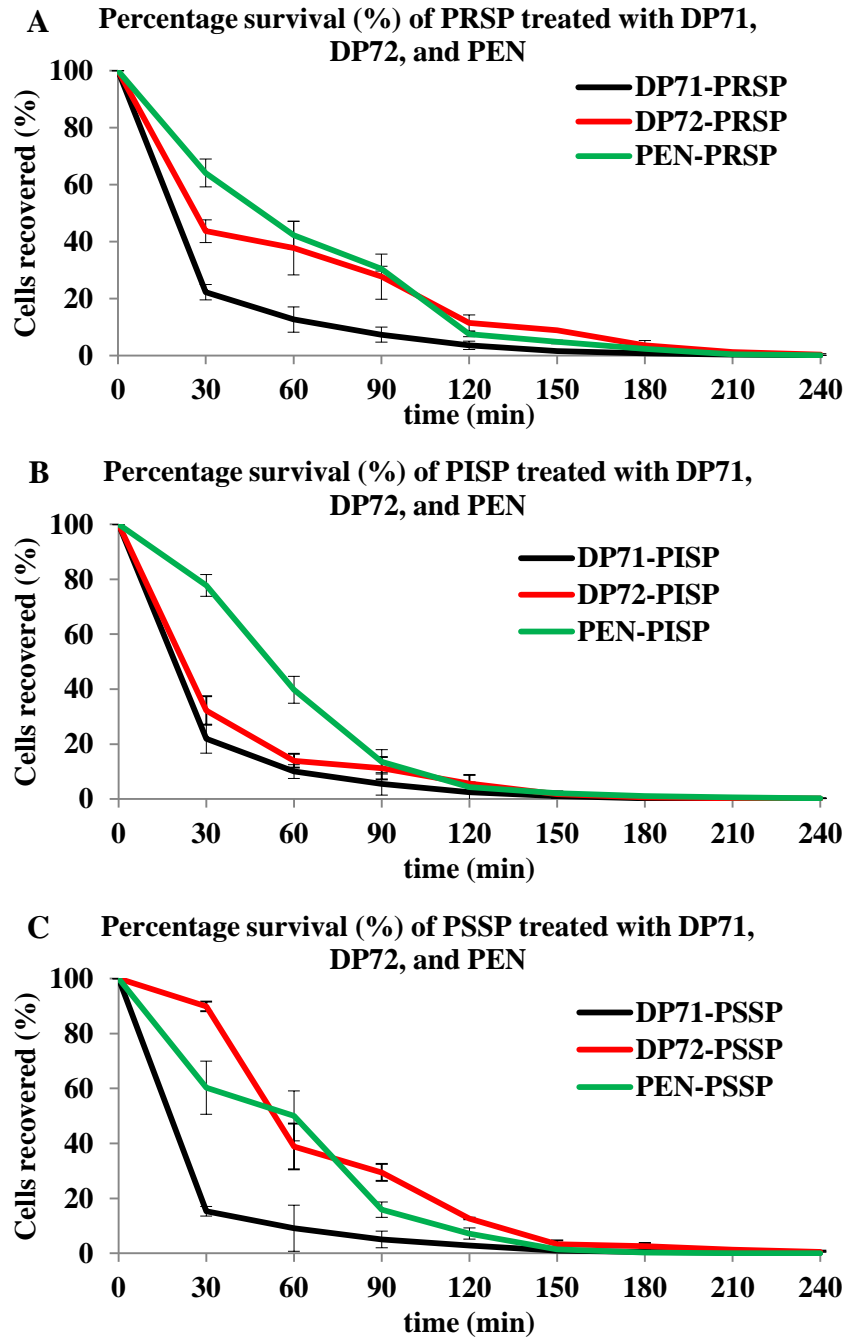 A Percentage survival (%) of PRSP treated with DP71,
DP72, and PEN
100
80
60
40
20
0
Cells recovered (%)
DP71-PRSP
DP72-PRSP
PEN-PRSP
0 30 60 90 120 150 180 210 240
time (min)
B Percentage survival (%) of PISP treated with DP71,
DP72, and PEN
100
80
60
40
20
0
Cells recovered (%)
DP71-PISP
DP72-PISP
PEN-PISP
0 30 60 90 120 150 180 210 240
time (min)
C Percentage survival (%) of PSSP treated with DP71,
DP72, and PEN
100
80
60
40
20
0
Cells recovered (%)
DP71-PSSP
DP72-PSSP
PEN-PSSP
0 30 60 90 120 150 180 210 240
time (min)